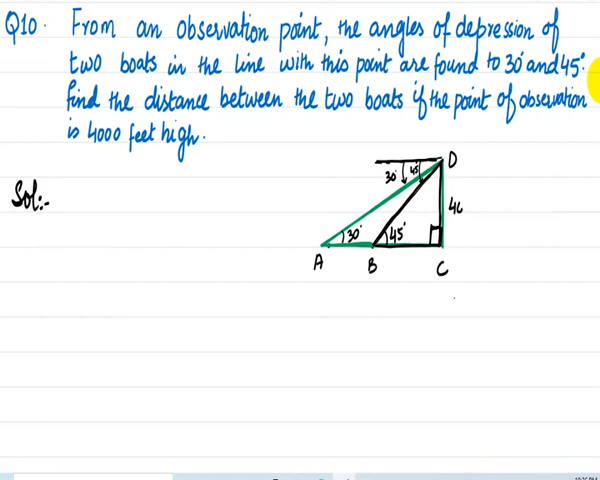 Q10. From an observation point, the angles of depression of
two boats in the line with this point are found to 30° and 45°.
find the distance between the two boats if the point of observation
is 4000 feet high.
Sol:-
30° 45° D
40
30° 45°
A B C